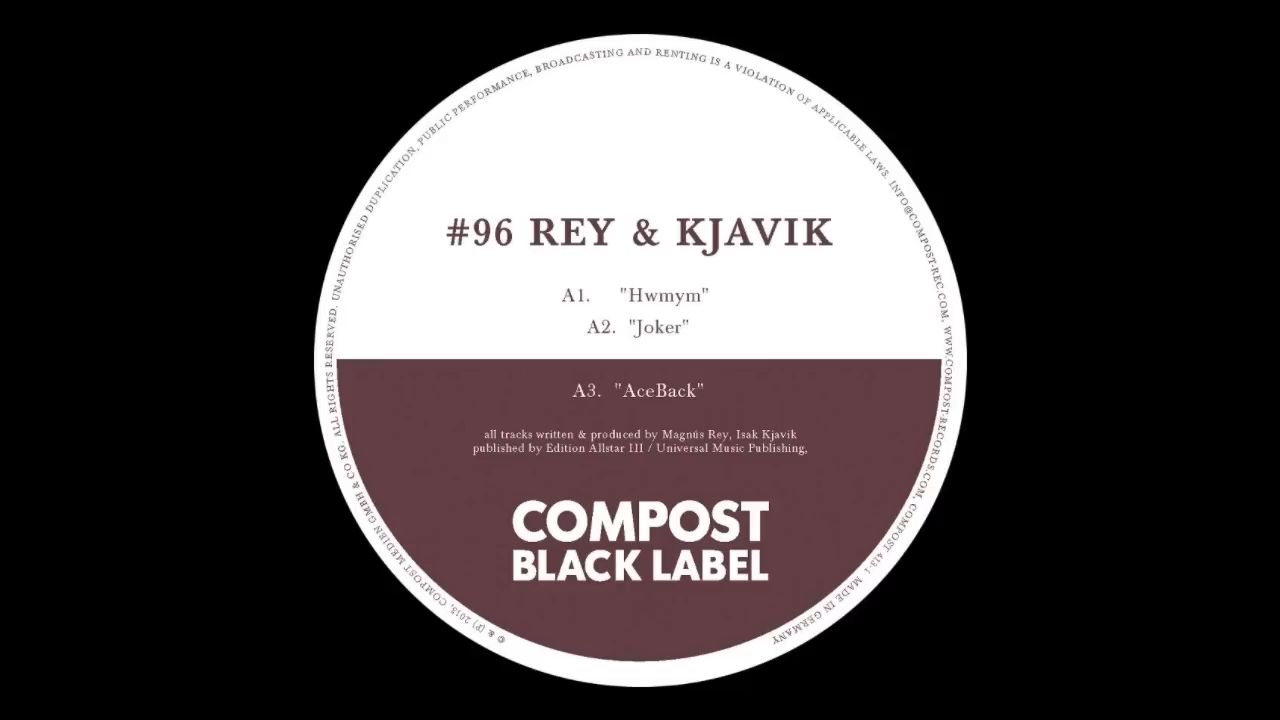 #96 REY & KJAVIK
A1. "Hwmym"
A2. "Joker"
A3. "AceBack"
all tracks written & produced by Magnús Rey, Isak Kjavik
published by Edition Allstar III / Universal Music Publishing,
COMPOST
BLACK LABEL
© & (P) 2013, COMPOST MEDIEN GMBH & CO KG. ALL RIGHTS RESERVED. UNAUTHORISED DUPLICATION, PUBLIC PERFORMANCE, BROADCASTING AND RENTING IS A VIOLATION OF APPLICABLE LAWS. INFO@COMPOST-REC.COM, WWW.COMPOST-RECORDS.COM, COMPOST 413-1 MADE IN GERMANY